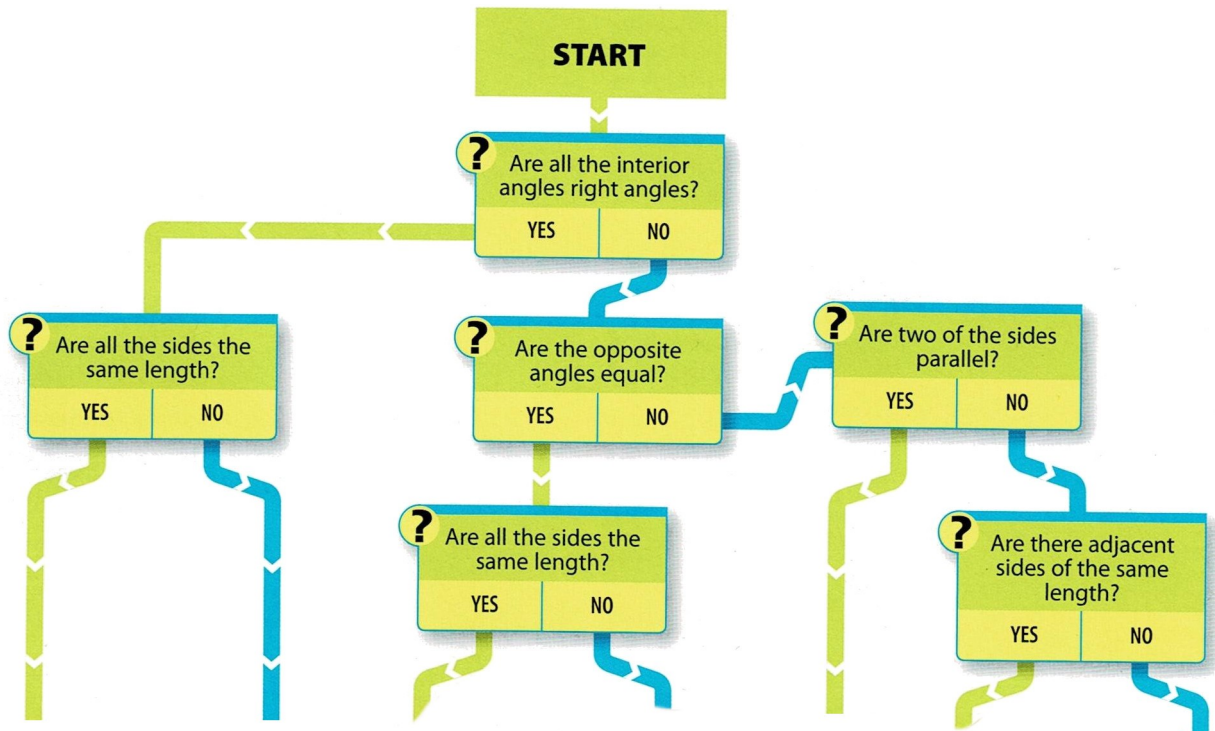 START
?
Are all the interior
angles right angles?
YES NO
?
Are all the sides the
same length?
YES NO
?
Are the opposite
angles equal?
YES NO
?
Are two of the sides
parallel?
YES NO
?
Are all the sides the
same length?
YES NO
?
Are there adjacent
sides of the same
length?
YES NO